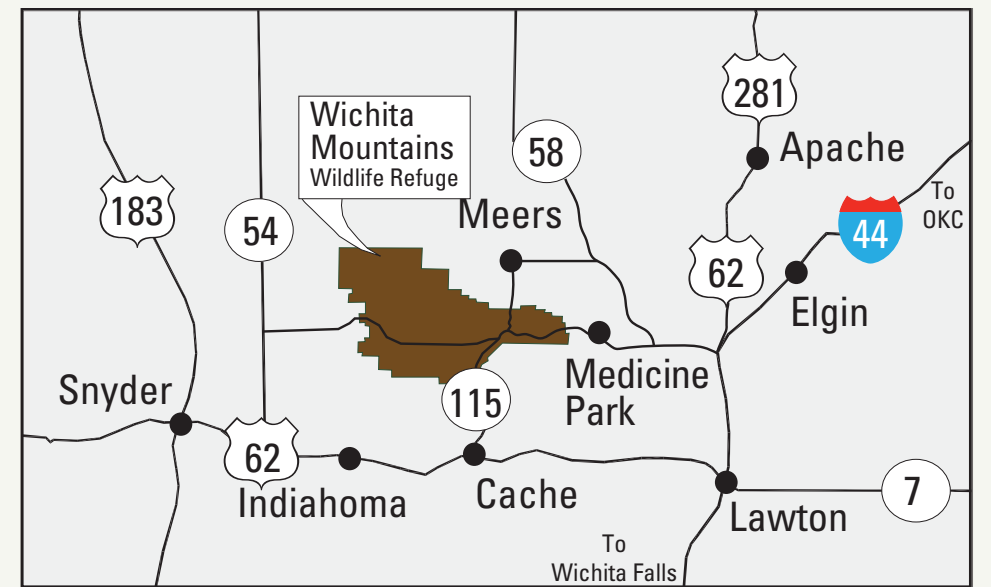 281
Wichita
Mountains
Wildlife Refuge
58
Apache
183
54
Meers
To
OKC
44
62
Elgin
Medicine
Park
Snyder
115
62
Indiahoma
Cache
7
Lawton
To
Wichita Falls